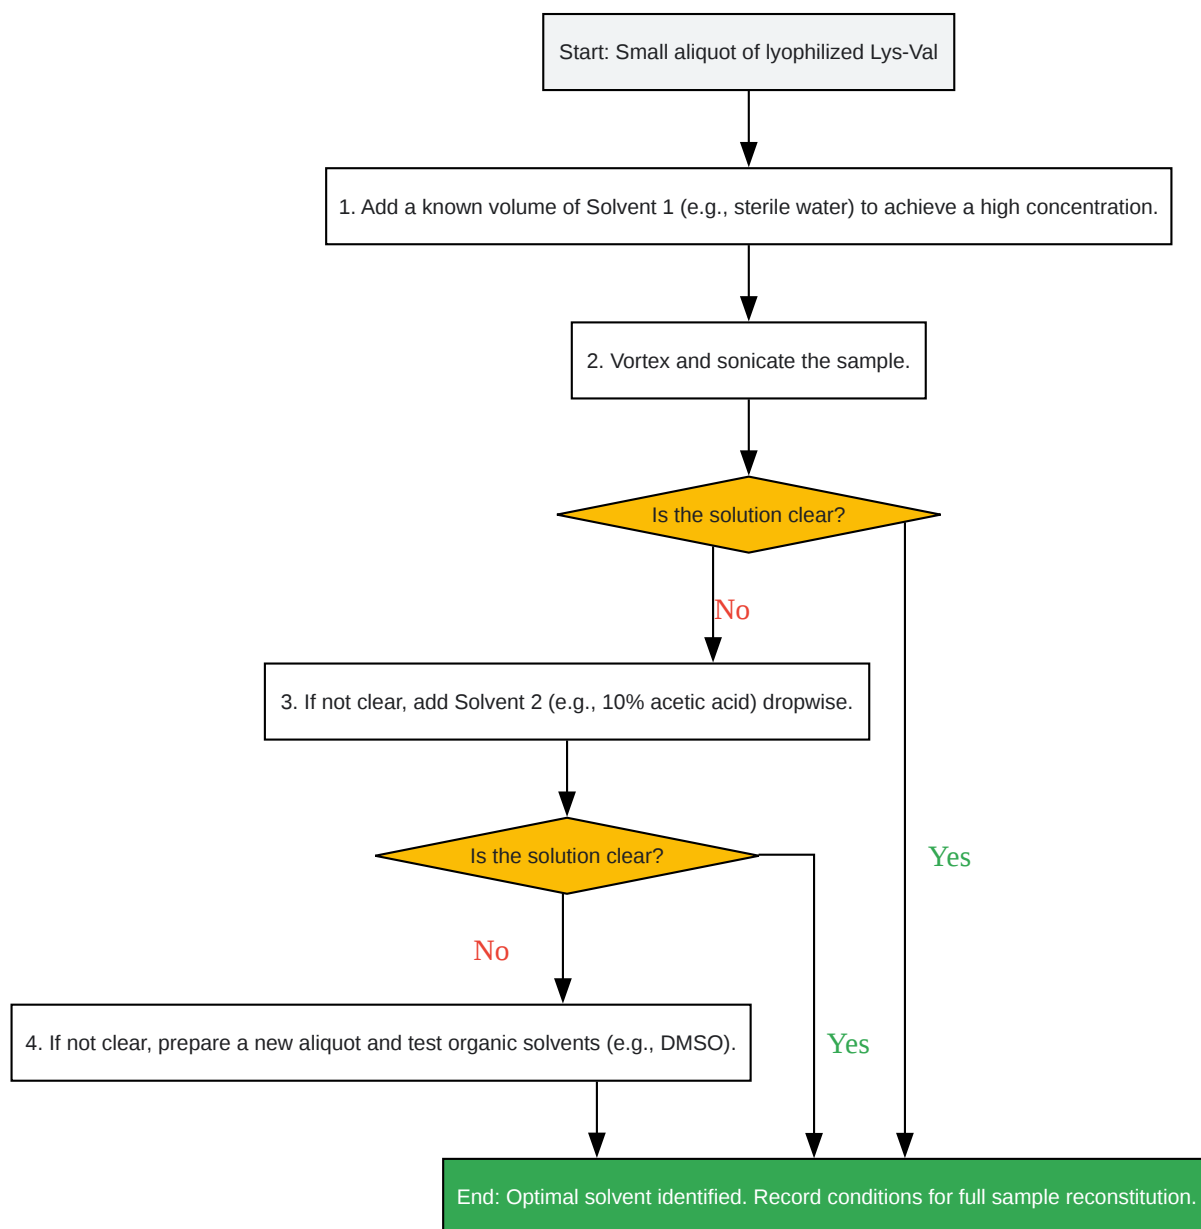 Start: Small aliquot of lyophilized Lys-Val
1. Add a known volume of Solvent 1 (e.g., sterile water) to achieve a high concentration.
2. Vortex and sonicate the sample.
Is the solution clear?
No
3. If not clear, add Solvent 2 (e.g., 10% acetic acid) dropwise.
Is the solution clear?
Yes
No
4. If not clear, prepare a new aliquot and test organic solvents (e.g., DMSO).
Yes
End: Optimal solvent identified. Record conditions for full sample reconstitution.